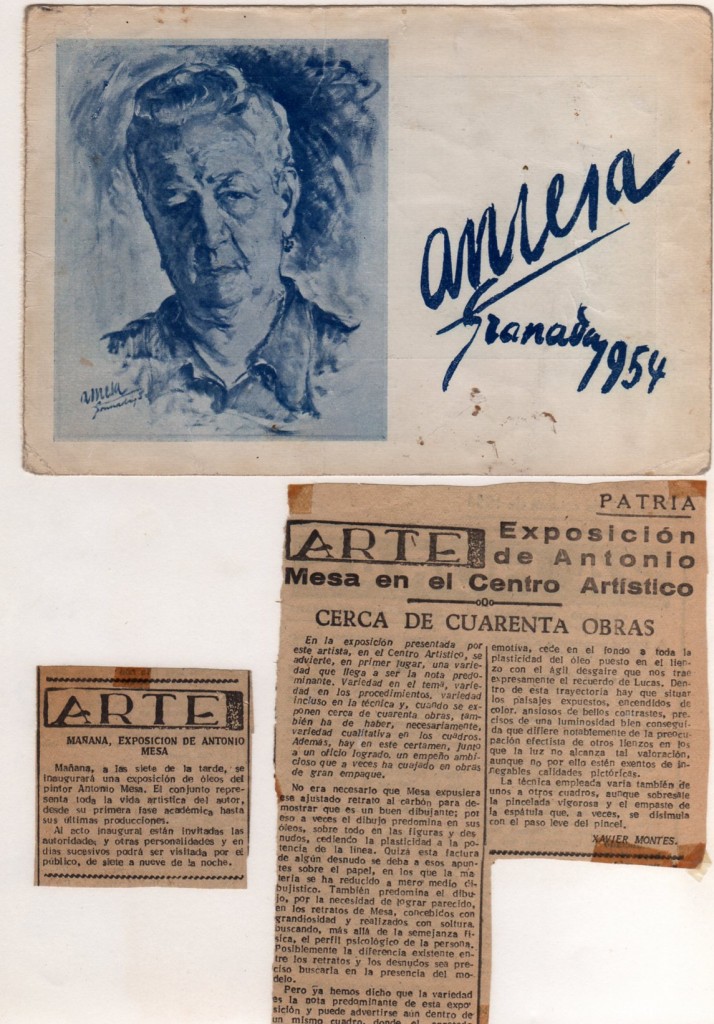 amesa
Granada 1954
amesa
PATRIA
ARTE
Exposición
de Antonio
Mesa en el Centro Artístico
CERCA DE CUARENTA OBRAS
En la exposición presentada por
este artista, en el Centro Artístico, se
advierte, en primer lugar, una varie-
dad que llega a ser la nota predo-
minante. Variedad en el tema, varie-
dad en los procedimientos, variedad
incluso en la técnica y, cuando se ex-
ponen cerca de cuarenta obras, tam-
bién ha de haber, necesariamente,
variedad cualitativa en los cuadros.
Además, hay en este certamen, junto
a un oficio logrado, un empeño ambi-
cioso que a veces ha cuajado en obras
de gran empaque.
No era necesario que Mesa expusiera
ese ajustado retrato al carbón para de-
mostrar que es un buen dibujante; por
eso a veces el dibujo predomina en sus
óleos, sobre todo en las figuras y des-
nudos, cediendo la plasticidad a la po-
tencia de la línea. Quizá esta factura
de algún desnudo se deba a esos apun-
tes sobre el papel, en los que la ma-
teria se ha reducido a mero medio di-
bujístico. También predomina el dibu-
jo, por la necesidad de lograr parecido,
en los retratos de Mesa, concebidos con
grandiosidad y realizados con soltura,
buscando, más allá de la semejanza fí-
sica, el perfil psicológico de la persona.
Posiblemente la diferencia existente en-
tre los retratos y los desnudos sea pre-
ciso buscarla en la presencia del mo-
delo.
Pero ya hemos dicho que la variedad
es la nota predominante de esta expo-
sición y puede advertirse aún dentro de
un mismo cuadro, donde el
emotiva, cede en el fondo a toda la
plasticidad del óleo puesto en el lien-
zo con el ágil desgaire que nos trae
expresamente el recuerdo de Lucas. Den-
tro de esta trayectoria hay que situar
los paisajes expuestos, encendidos de
color, ansiosos de bellos contrastes, pre-
cisos de una luminosidad bien consegui-
da que difiere notablemente de la preocu-
pación efectista de otros lienzos en los
que la luz no alcanza tal valoración,
aunque no por ello estén exentos de in-
negables calidades pictóricas.
La técnica empleada varía también de
unos a otros cuadros, aunque sobresale
la pincelada vigorosa y el empaste de
la espátula que, a veces, se disimula
con el paso leve del pincel.
XAVIER MONTES.
ARTE
MAÑANA, EXPOSICION DE ANTONIO
MESA
Mañana, a las siete de la tarde, se
inaugurará una exposición de óleos del
pintor Antonio Mesa. El conjunto repre-
senta toda la vida artística del autor,
desde su primera fase académica hasta
sus últimas producciones.
Al acto inaugural están invitadas las
autoridades y otras personalidades y en
días sucesivos podrá ser visitada por el
público, de siete a nueve de la noche.